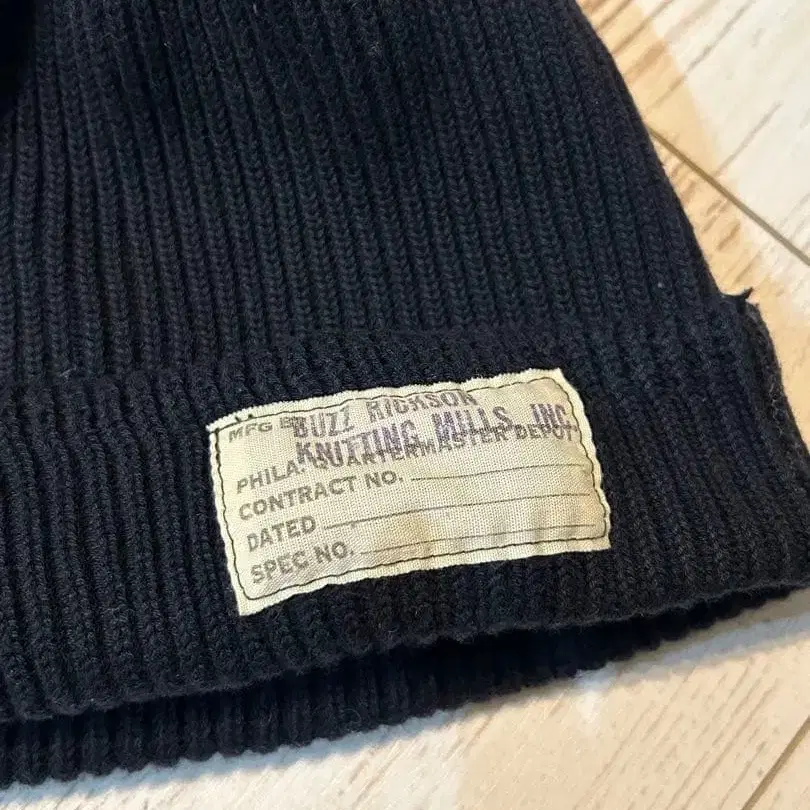 MFG BY
BUZZ RICKSON
KNITTING MILLS, INC.
PHILA. QUARTERMASTER DEPOT
CONTRACT NO.
DATED
SPEC NO.